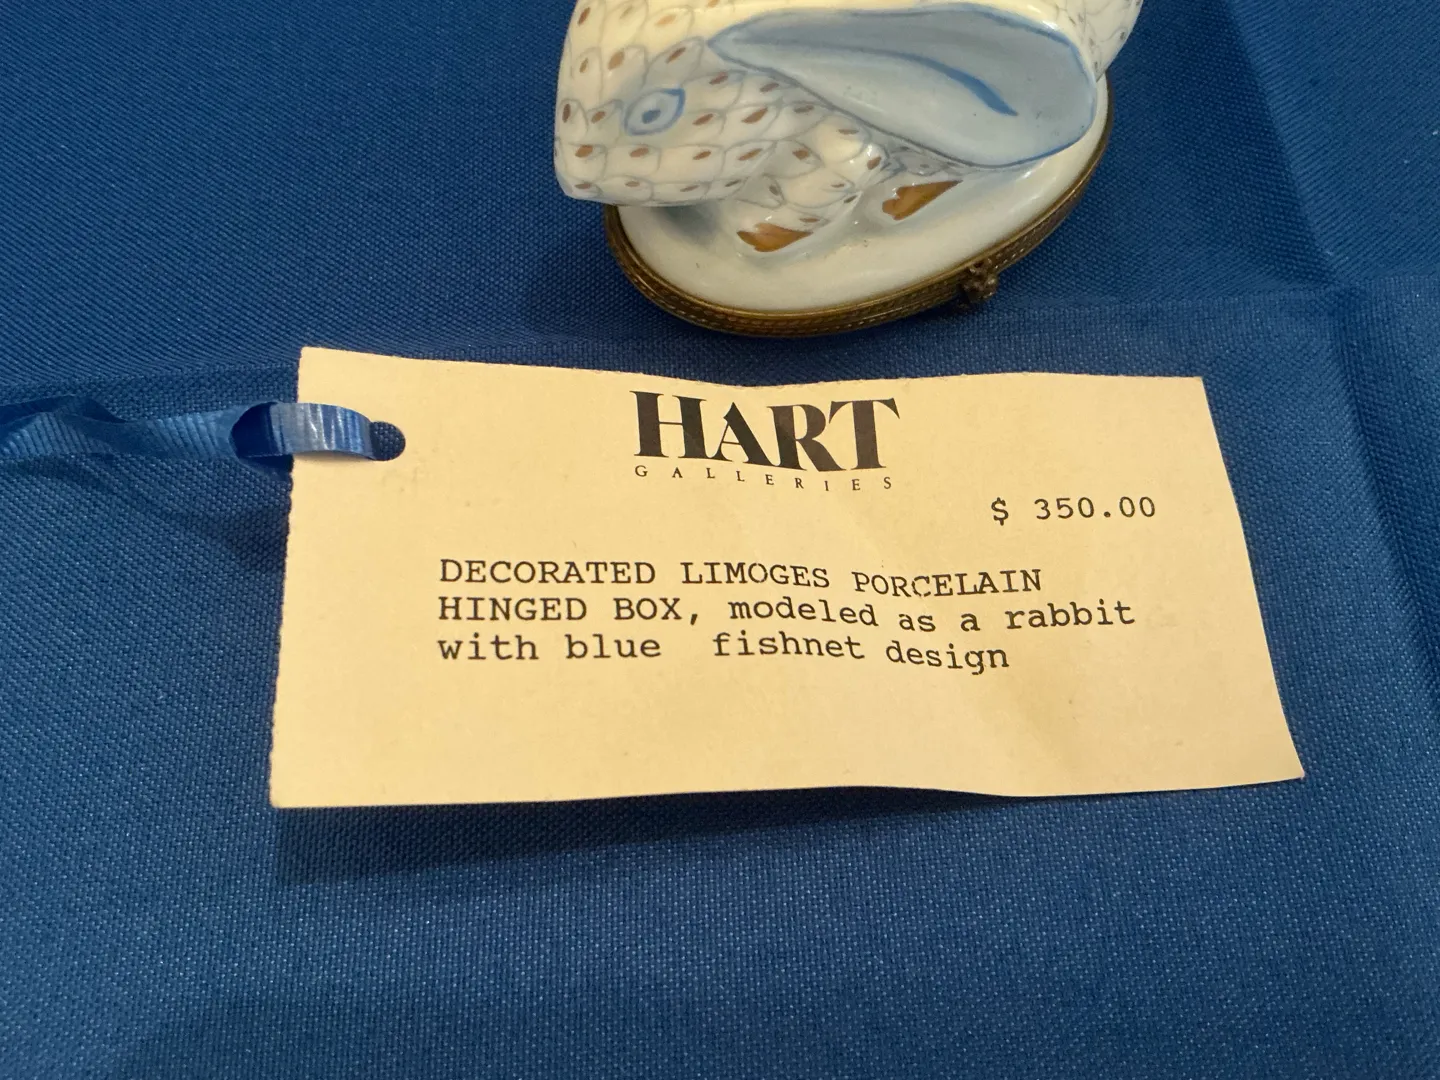 HART
GALLERIES
$ 350.00
DECORATED LIMOGES PORCELAIN
HINGED BOX, modeled as a rabbit
with blue fishnet design